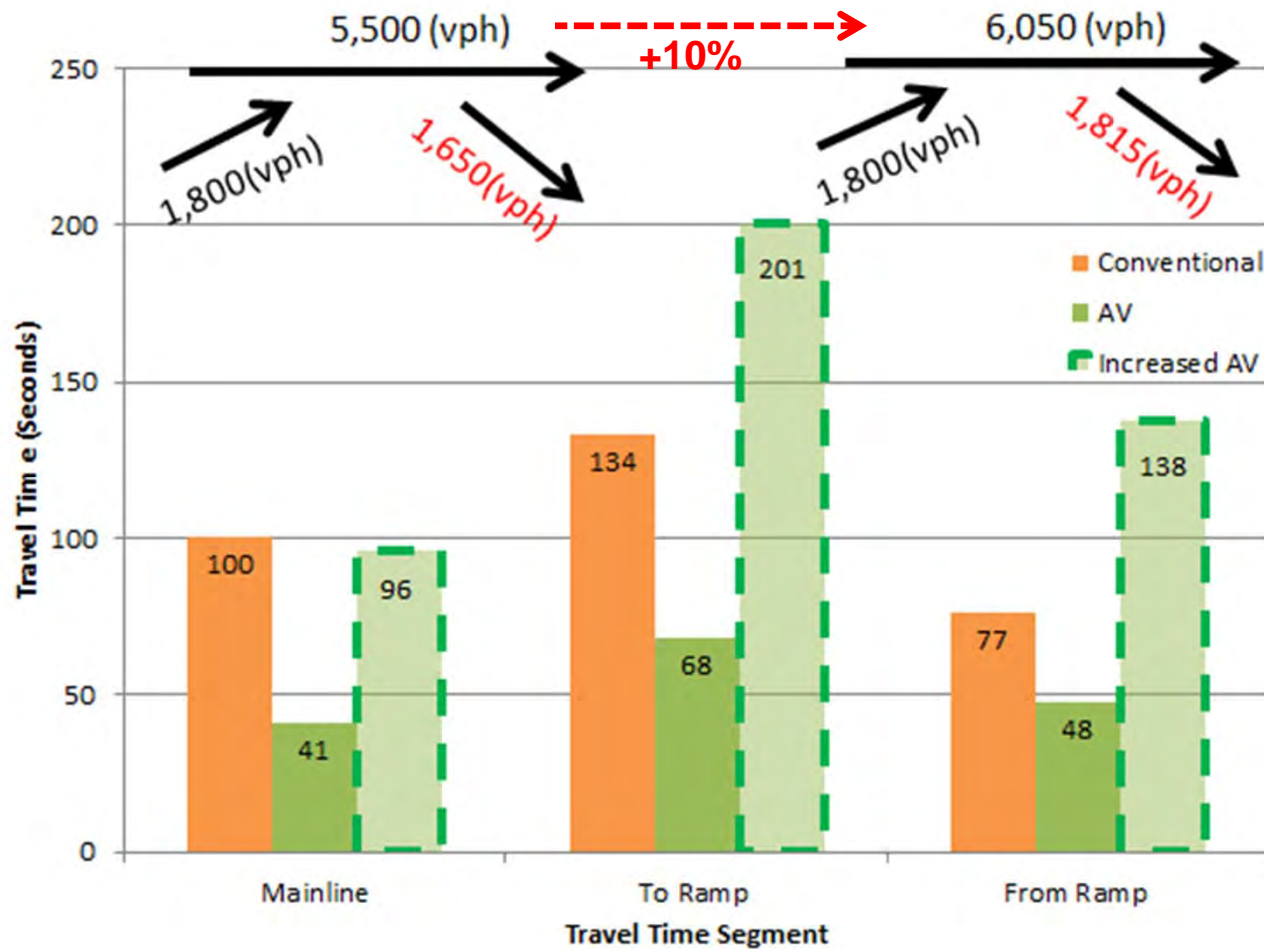 5,500 (vph)
+10%
6,050 (vph)
1,800(vph)
1,650(vph)
1,800(vph)
1,815(vph)
250
200
150
100
50
0
Travel Tim e (Seconds)
Conventional
AV
Increased AV
100
41
96
134
68
201
77
48
138
Mainline
To Ramp
From Ramp
Travel Time Segment